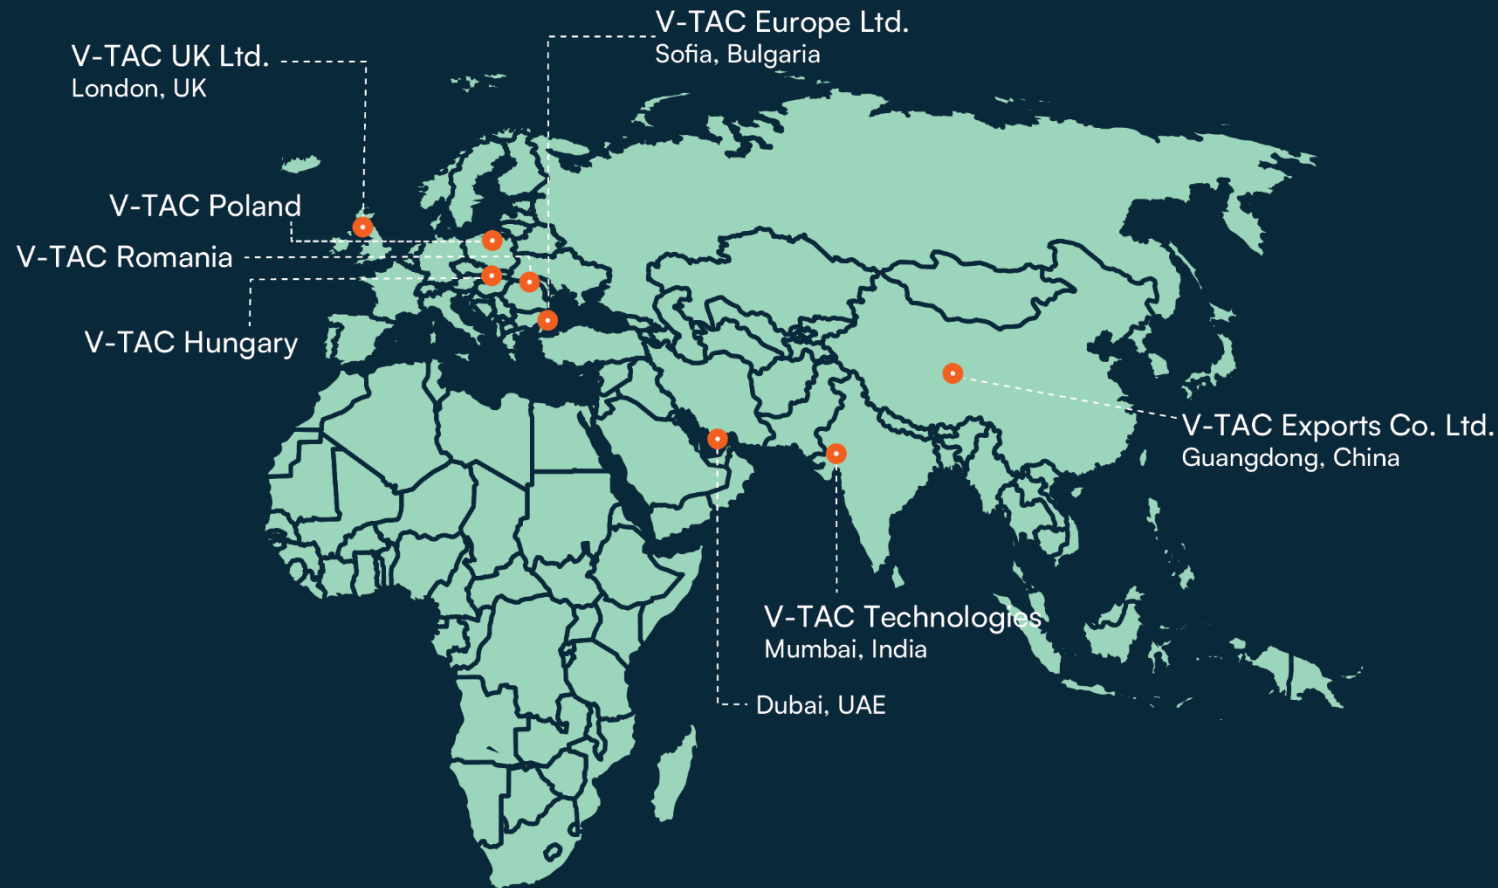 V-TAC Europe Ltd.
Sofia, Bulgaria
V-TAC UK Ltd.
London, UK
V-TAC Poland
V-TAC Romania
V-TAC Hungary
V-TAC Exports Co. Ltd.
Guangdong, China
V-TAC Technologies
Mumbai, India
Dubai, UAE